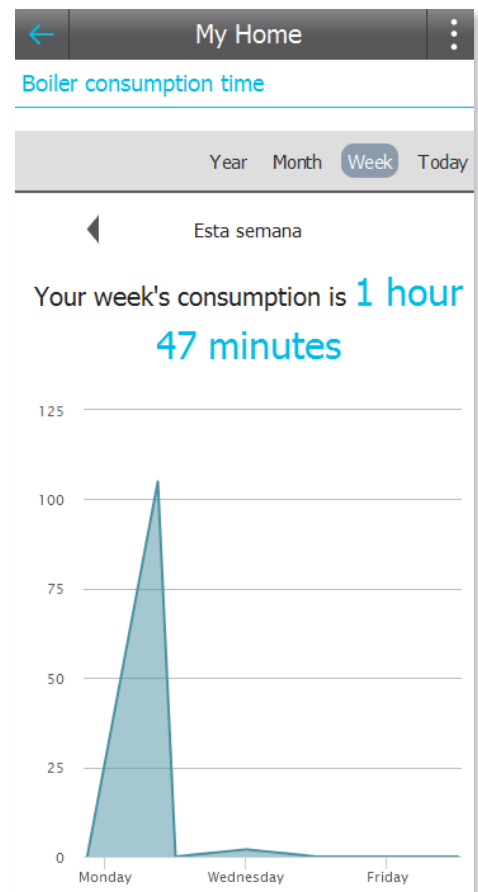 My Home
Boiler consumption time
Year Month Week Today
Esta semana
Your week's consumption is 1 hour
47 minutes
125
100
75
50
25
0
Monday Wednesday Friday